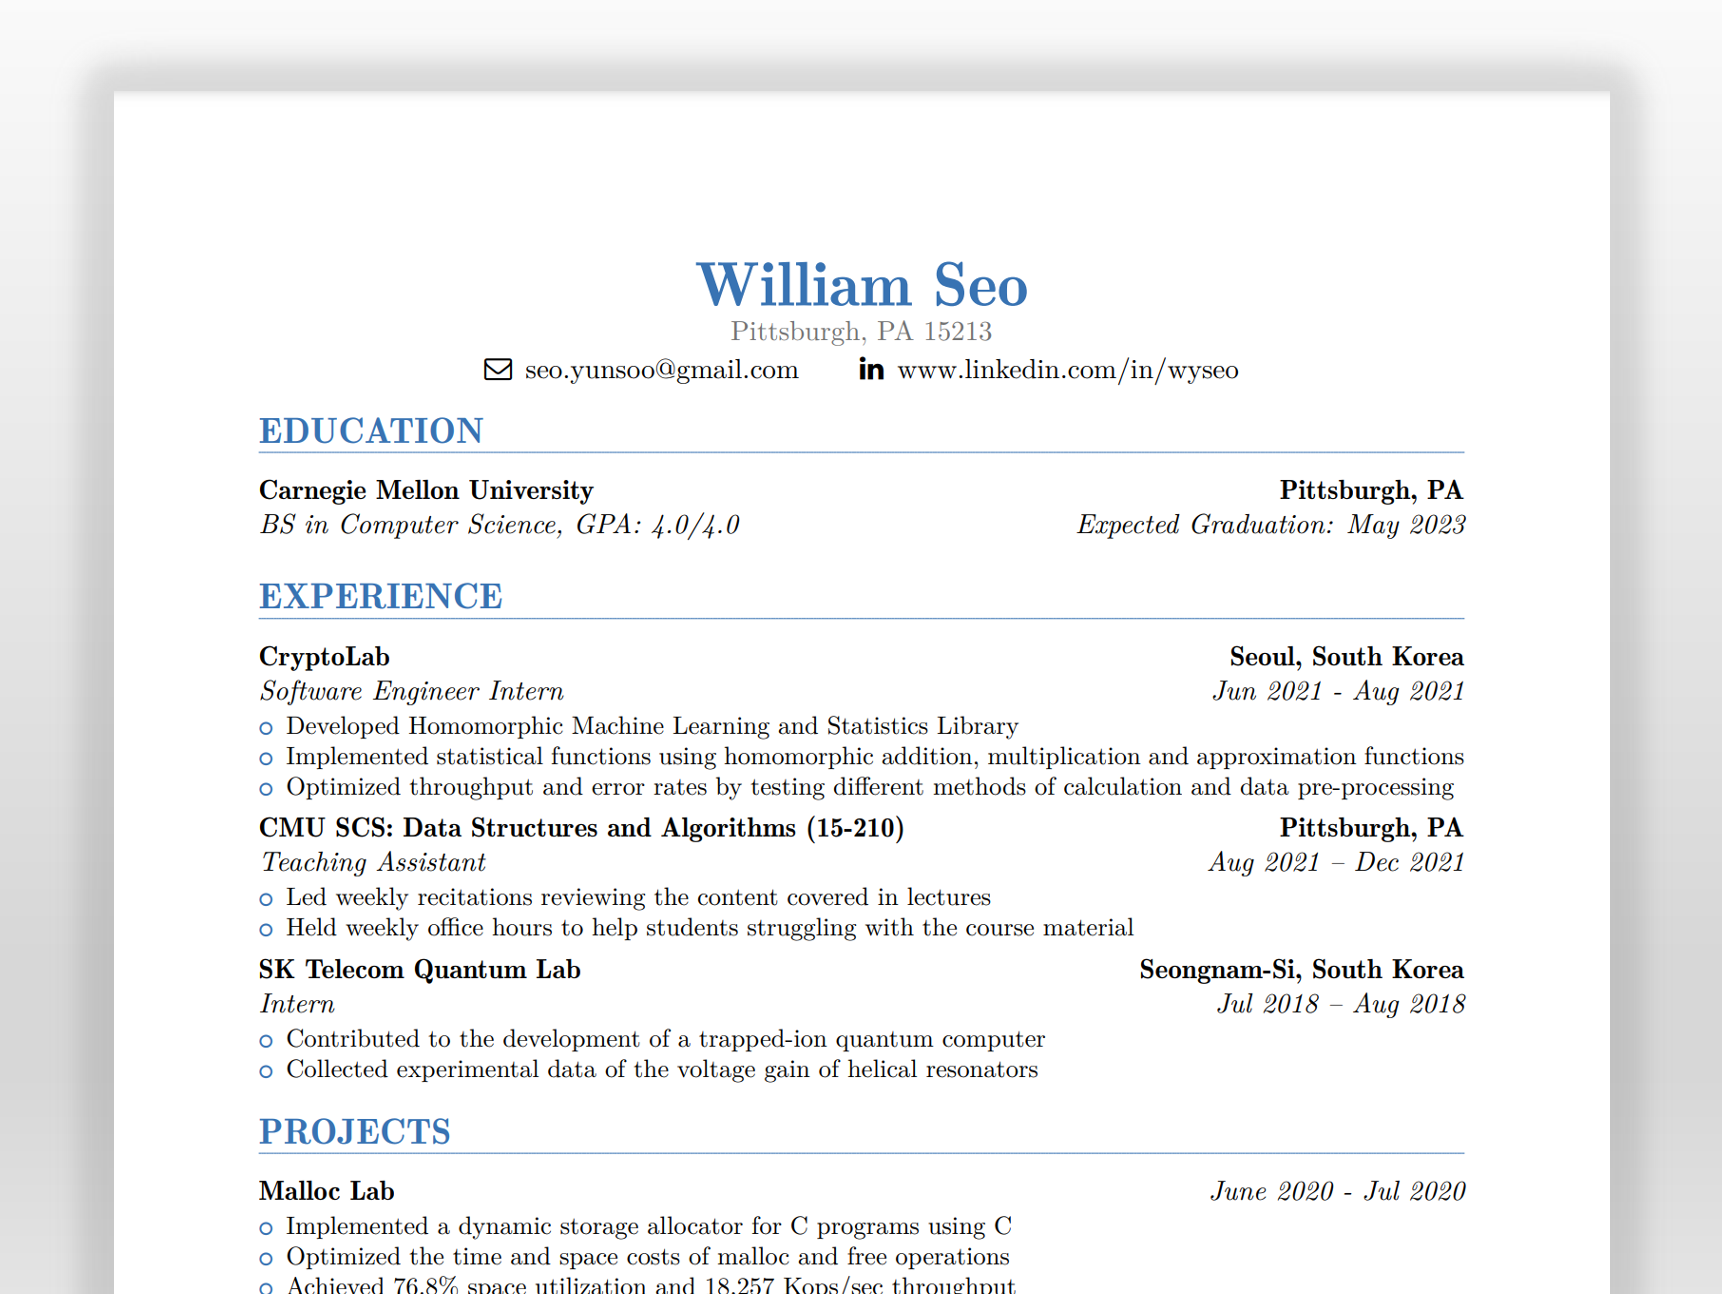 William Seo
Pittsburgh, PA 15213
seo.yunsoo@gmail.com in www.linkedin.com/in/wyseo
EDUCATION
Carnegie Mellon University Pittsburgh, PA
BS in Computer Science, GPA: 4.0/4.0 Expected Graduation: May 2023
EXPERIENCE
CryptoLab Seoul, South Korea
Software Engineer Intern Jun 2021 - Aug 2021
Developed Homomorphic Machine Learning and Statistics Library
Implemented statistical functions using homomorphic addition, multiplication and approximation functions
Optimized throughput and error rates by testing different methods of calculation and data pre-processing
CMU SCS: Data Structures and Algorithms (15-210) Pittsburgh, PA
Teaching Assistant Aug 2021 – Dec 2021
Led weekly recitations reviewing the content covered in lectures
Held weekly office hours to help students struggling with the course material
SK Telecom Quantum Lab Seongnam-Si, South Korea
Intern Jul 2018 – Aug 2018
Contributed to the development of a trapped-ion quantum computer
Collected experimental data of the voltage gain of helical resonators
PROJECTS
Malloc Lab June 2020 - Jul 2020
Implemented a dynamic storage allocator for C programs using C
Optimized the time and space costs of malloc and free operations
Achieved 76.8% space utilization and 18,257 Kops/sec throughput